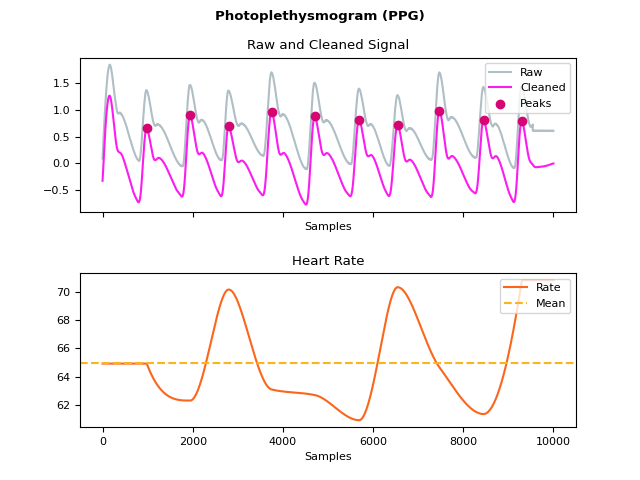 Photoplethysmogram (PPG)
Raw and Cleaned Signal
Raw
Cleaned
Peaks
1.5
1.0
0.5
0.0
−0.5
Samples
Heart Rate
Rate
Mean
70
68
66
64
62
0 2000 4000 6000 8000 10000
Samples